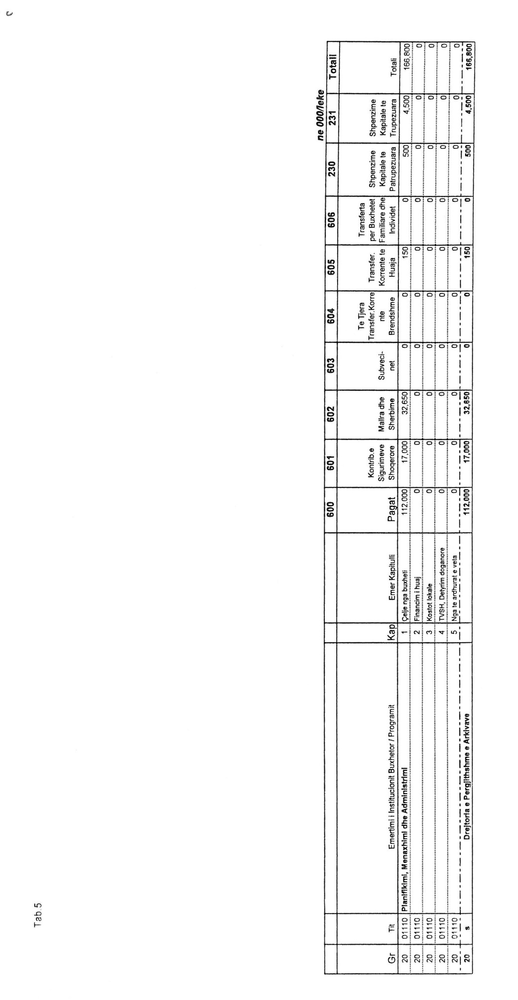 Tab.5
ne 000/leke
600 601 602 603 604 605 606 230 231 Totali
Gr Tit Emertimi i Institucionit Buxhetor / Programit Kap Emer Kapitulli Pagat Kontrib.e Sigurimeve Shoqerore Mallra dhe Sherbime Subveci-net Te Tjera Transfer.Korrente Brendshme Transfer. Korrente te Huaja Transferta per Buxhetet Familiare dhe Individet Shpenzime Kapitale te Patrupezuara Shpenzime Kapitale te Trupezuara Totali
20 01110 Planifikimi, Menaxhimi dhe Administrimi 1 Çelje nga buxheti 112,000 17,000 32,650 0 0 150 0 500 4,500 166,800
20 01110 2 Financim i huaj 0 0 0 0 0 0 0 0 0 0
20 01110 3 Kostot lokale 0 0 0 0 0 0 0 0 0 0
20 01110 4 TVSH, Detyrim doganore 0 0 0 0 0 0 0 0 0 0
20 01110 5 Nga te ardhurat e veta 0 0 0 0 0 0 0 0 0 0
20 s Drejtoria e Pergjithshme e Arkivave 112,000 17,000 32,650 0 0 150 0 500 4,500 166,800